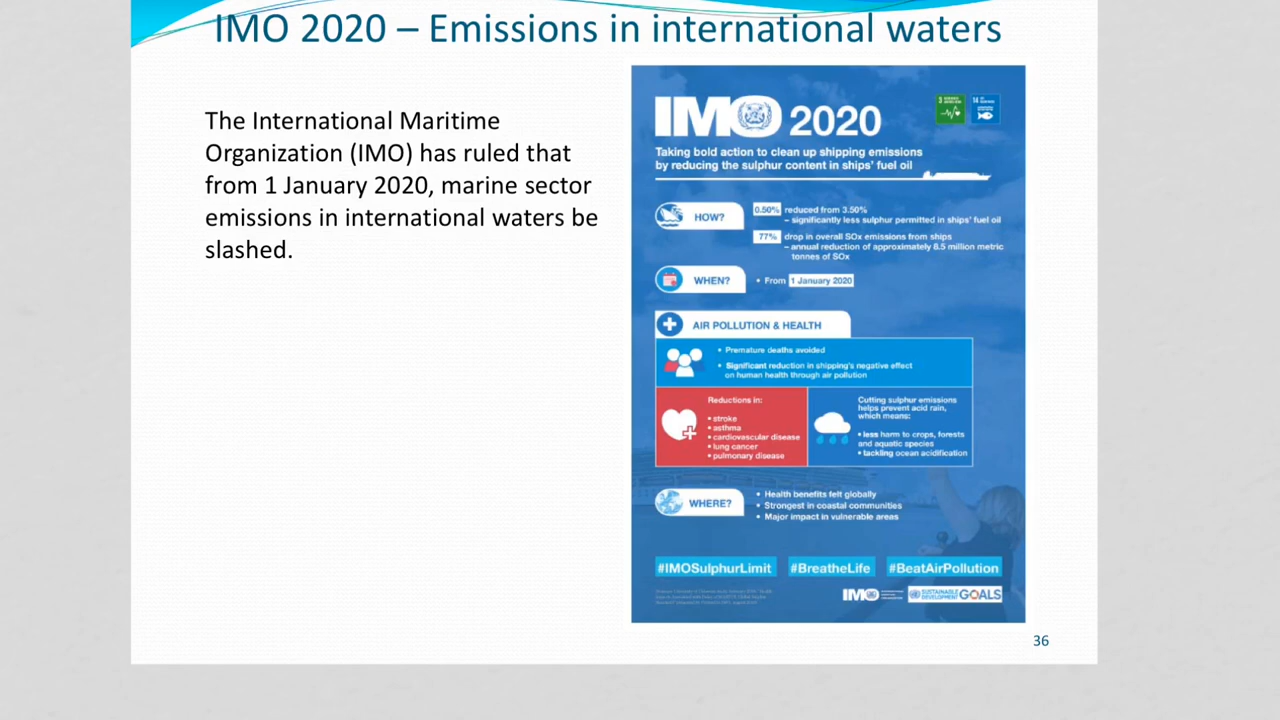 IMO 2020 – Emissions in international waters
The International Maritime
Organization (IMO) has ruled that
from 1 January 2020, marine sector
emissions in international waters be
slashed.
IMO 2020
Taking bold action to clean up shipping emissions
by reducing the sulphur content in ships' fuel oil
HOW?
0.50% reduced from 3.50%
– significantly less sulphur permitted in ships' fuel oil
77% drop in overall SOx emissions from ships
– annual reduction of approximately 8.5 million metric
tonnes of SOx
WHEN?
• From 1 January 2020
AIR POLLUTION & HEALTH
• Premature deaths avoided
• Significant reduction in shipping's negative effect
on human health through air pollution
Reductions in:
• stroke
• asthma
• cardiovascular disease
• lung cancer
• pulmonary disease
Cutting sulphur emissions
helps prevent acid rain,
which means:
• less harm to crops, forests
and aquatic species
• tackling ocean acidification
WHERE?
• Health benefits felt globally
• Strongest in coastal communities
• Major impact in vulnerable areas
#IMOSulphurLimit #BreatheLife #BeatAirPollution
IMO
SUSTAINABLE
DEVELOPMENT GOALS
36